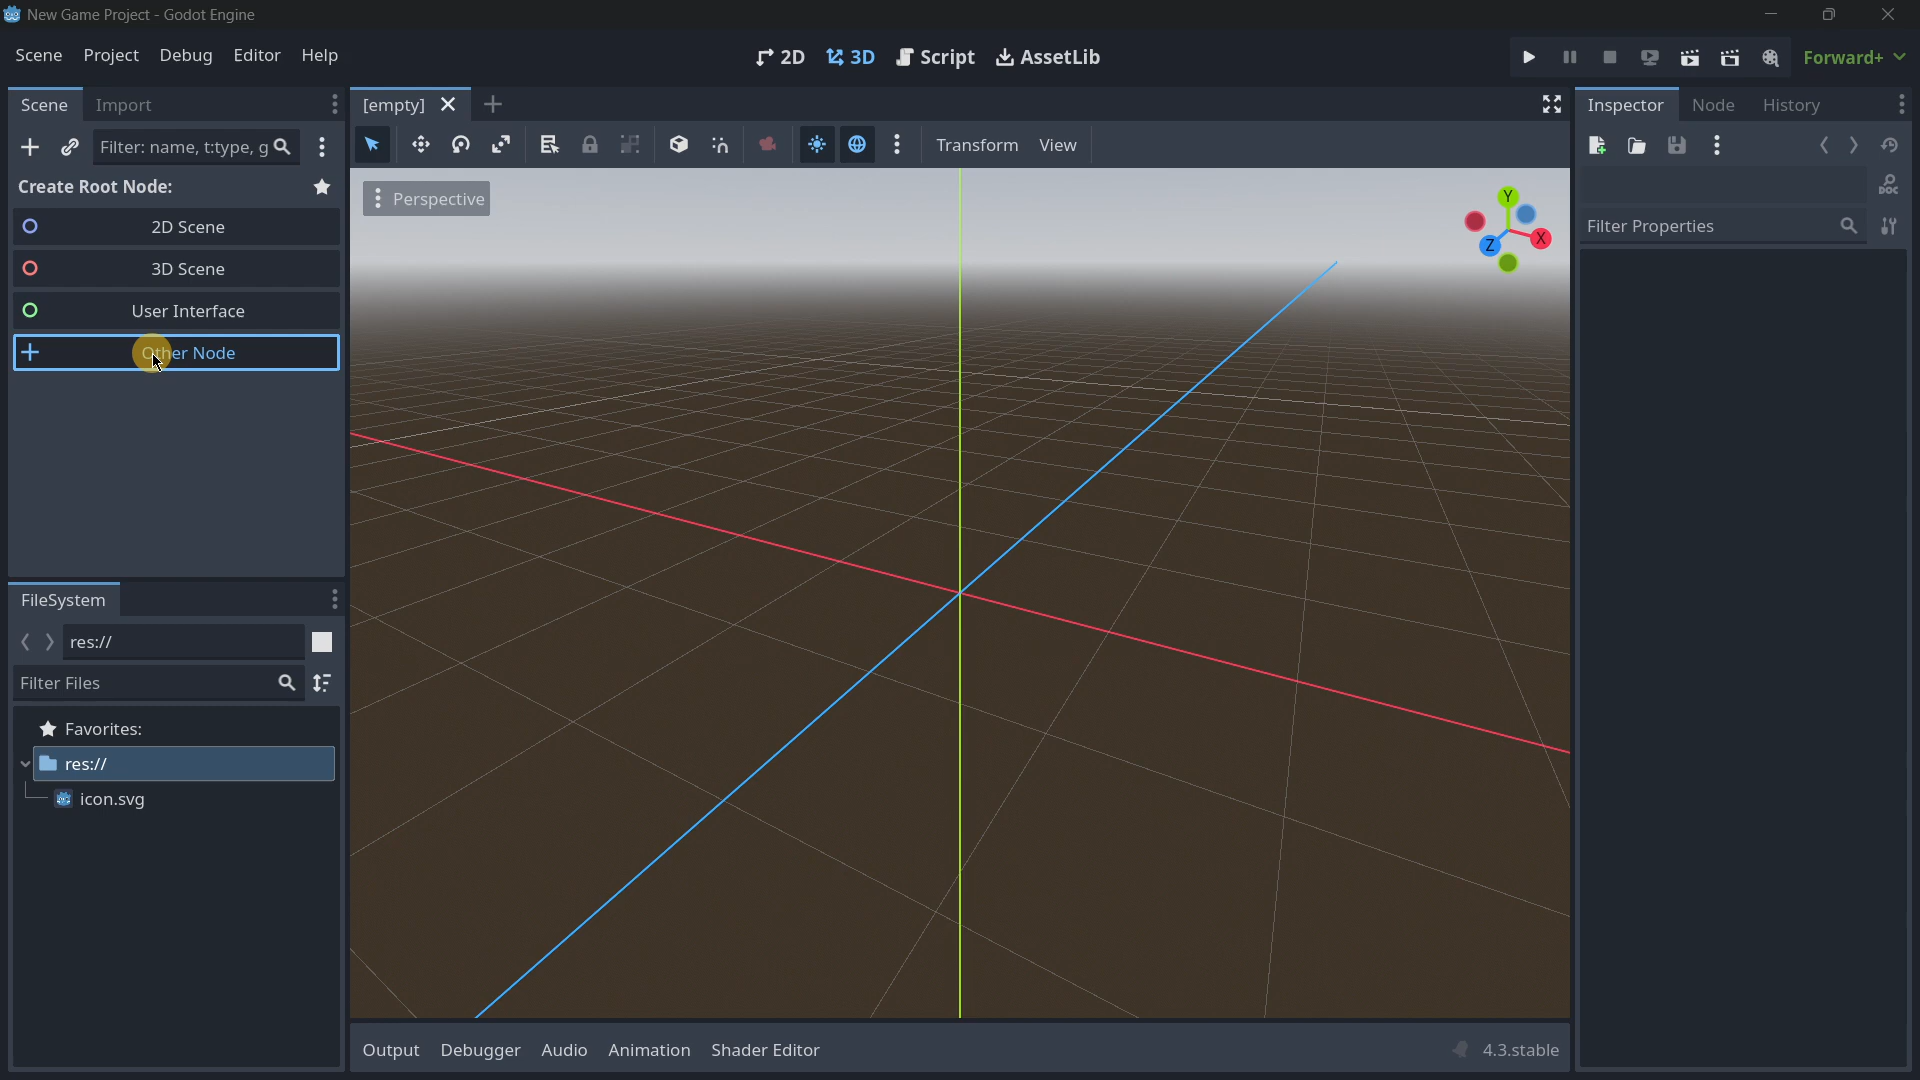 New Game Project - Godot Engine
Scene Project Debug Editor Help
2D 3D Script AssetLib
Forward+
Scene Import
Filter: name, t:type, g
Create Root Node:
2D Scene
3D Scene
User Interface
Other Node
FileSystem
res://
Filter Files
Favorites:
res://
icon.svg
[empty]
Transform View
Perspective
Y
X
Z
Output Debugger Audio Animation Shader Editor
4.3.stable
Inspector Node History
DOC
Filter Properties